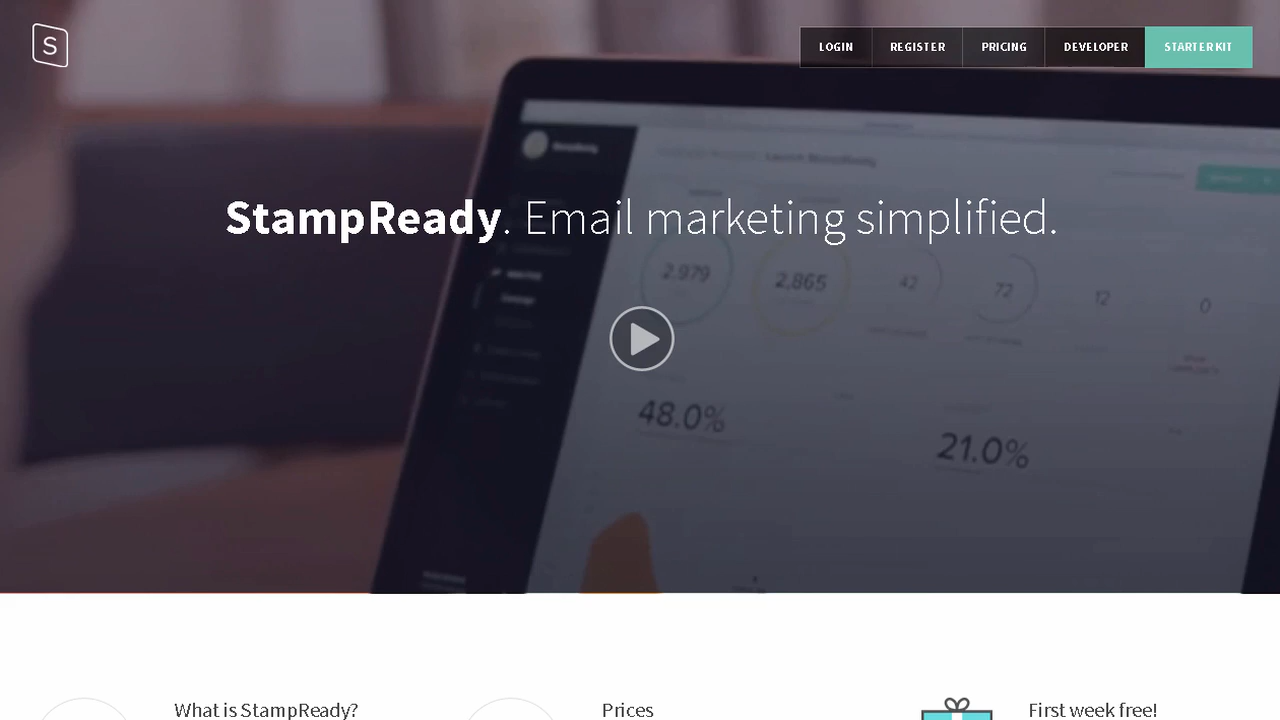 S
LOGIN
REGISTER
PRICING
DEVELOPER
STARTER KIT
StampReady. Email marketing simplified.
2.979
2,865
42
72
12
0
48.0%
21.0%
What is StampReady?
Prices
First week free!